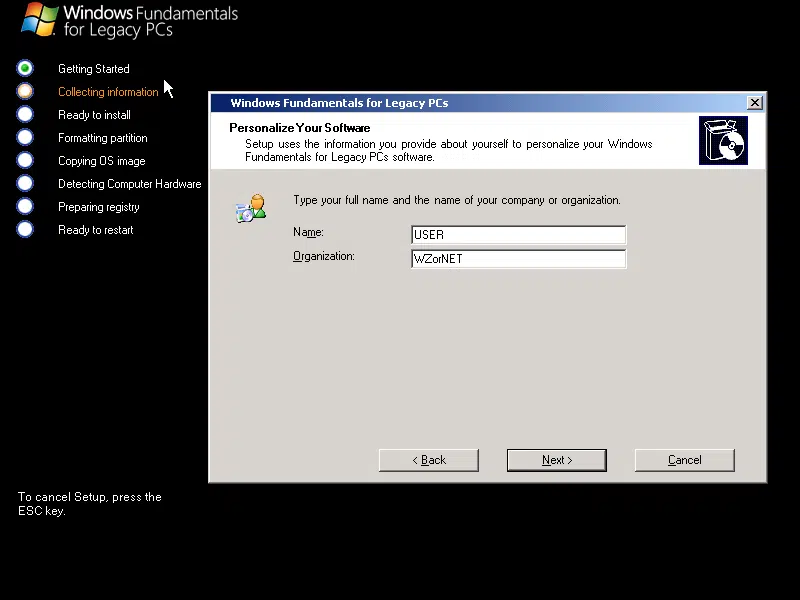 Windows Fundamentals
for Legacy PCs
Getting Started
Collecting information
Ready to install
Formatting partition
Copying OS image
Detecting Computer Hardware
Preparing registry
Ready to restart
Windows Fundamentals for Legacy PCs
Personalize Your Software
Setup uses the information you provide about yourself to personalize your Windows
Fundamentals for Legacy PCs software.
Type your full name and the name of your company or organization.
Name:
USER
Organization:
WZorNET
< Back
Next >
Cancel
To cancel Setup, press the
ESC key.